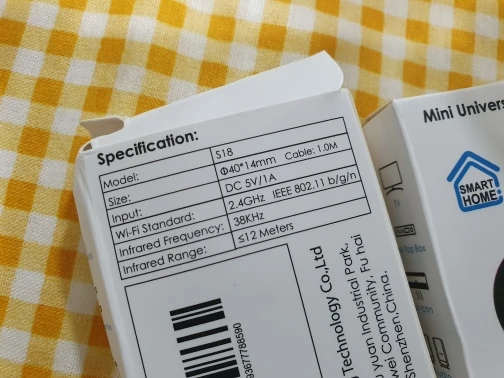 Specification:
Model: S18
Size: Φ40*14mm Cable: 1.0M
Input: DC 5V/1A
Wi-Fi Standard: 2.4GHz IEEE 802.11 b/g/n
Infrared Frequency: 38KHz
Infrared Range: ≤12 Meters
Technology Co.,Ltd
yuan Industrial Park,
Community, Fu hai
Shenzhen,China.
Mini
SMART
HOME
TV
Box